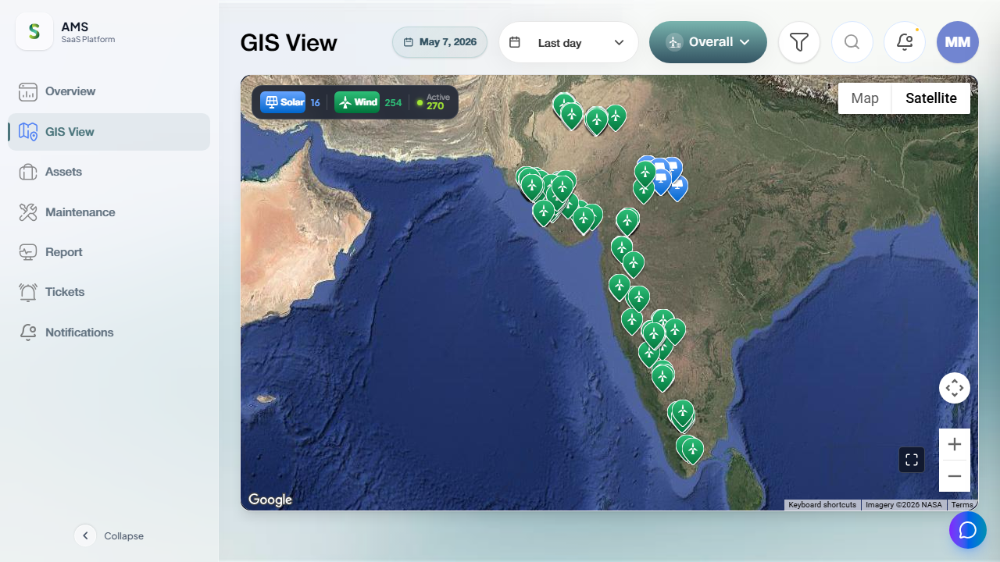 AMS
SaaS Platform
Overview
GIS View
Assets
Maintenance
Report
Tickets
Notifications
Collapse
GIS View
May 7, 2026
Last day
Overall
MM
Solar 16
Wind 254
Active
270
Map
Satellite
Google
Keyboard shortcuts
Imagery ©2026 NASA
Terms